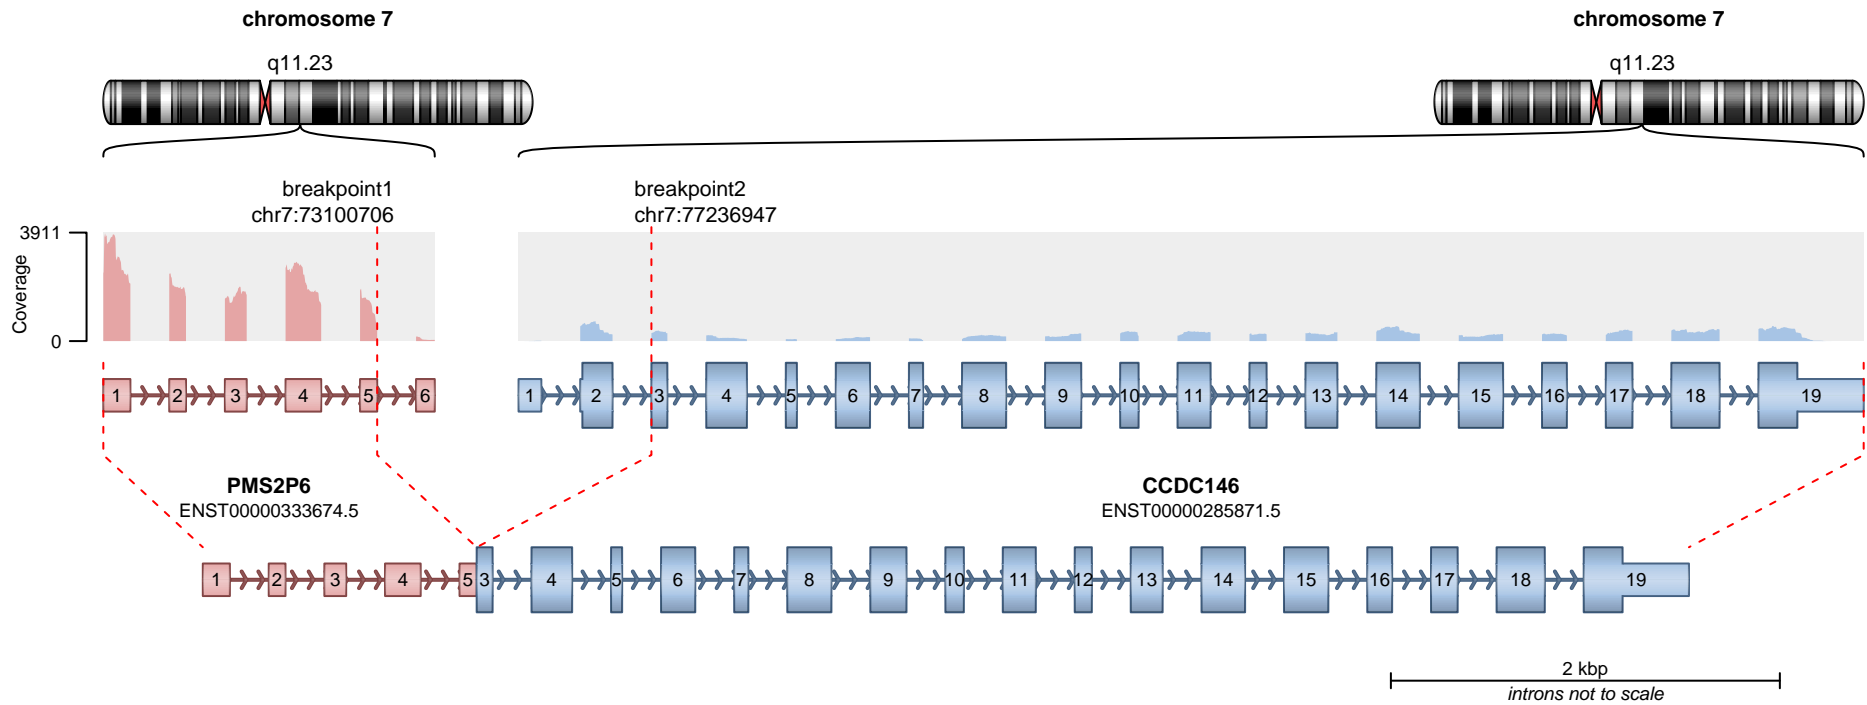 chromosome 7
chromosome 7
q11.23
q11.23
breakpoint1
chr7:73100706
breakpoint2
chr7:77236947
3911
Coverage
0
1 2 3 4 5 6
1 2 3 4 5 6 7 8 9 10 11 12 13 14 15 16 17 18 19
PMS2P6
ENST00000333674.5
CCDC146
ENST00000285871.5
1 2 3 4 5 3 4 5 6 7 8 9 10 11 12 13 14 15 16 17 18 19
2 kbp
introns not to scale